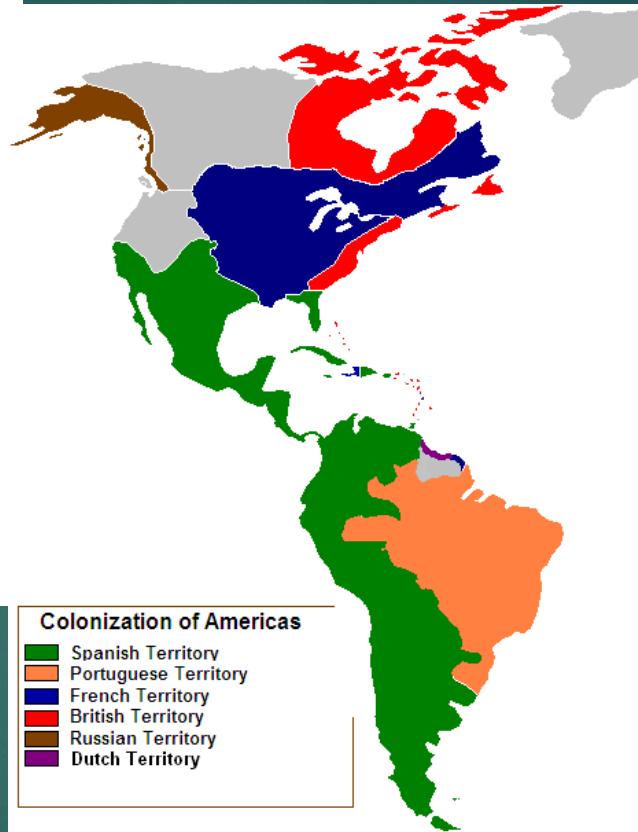 Colonization of Americas
Spanish Territory
Portuguese Territory
French Territory
British Territory
Russian Territory
Dutch Territory